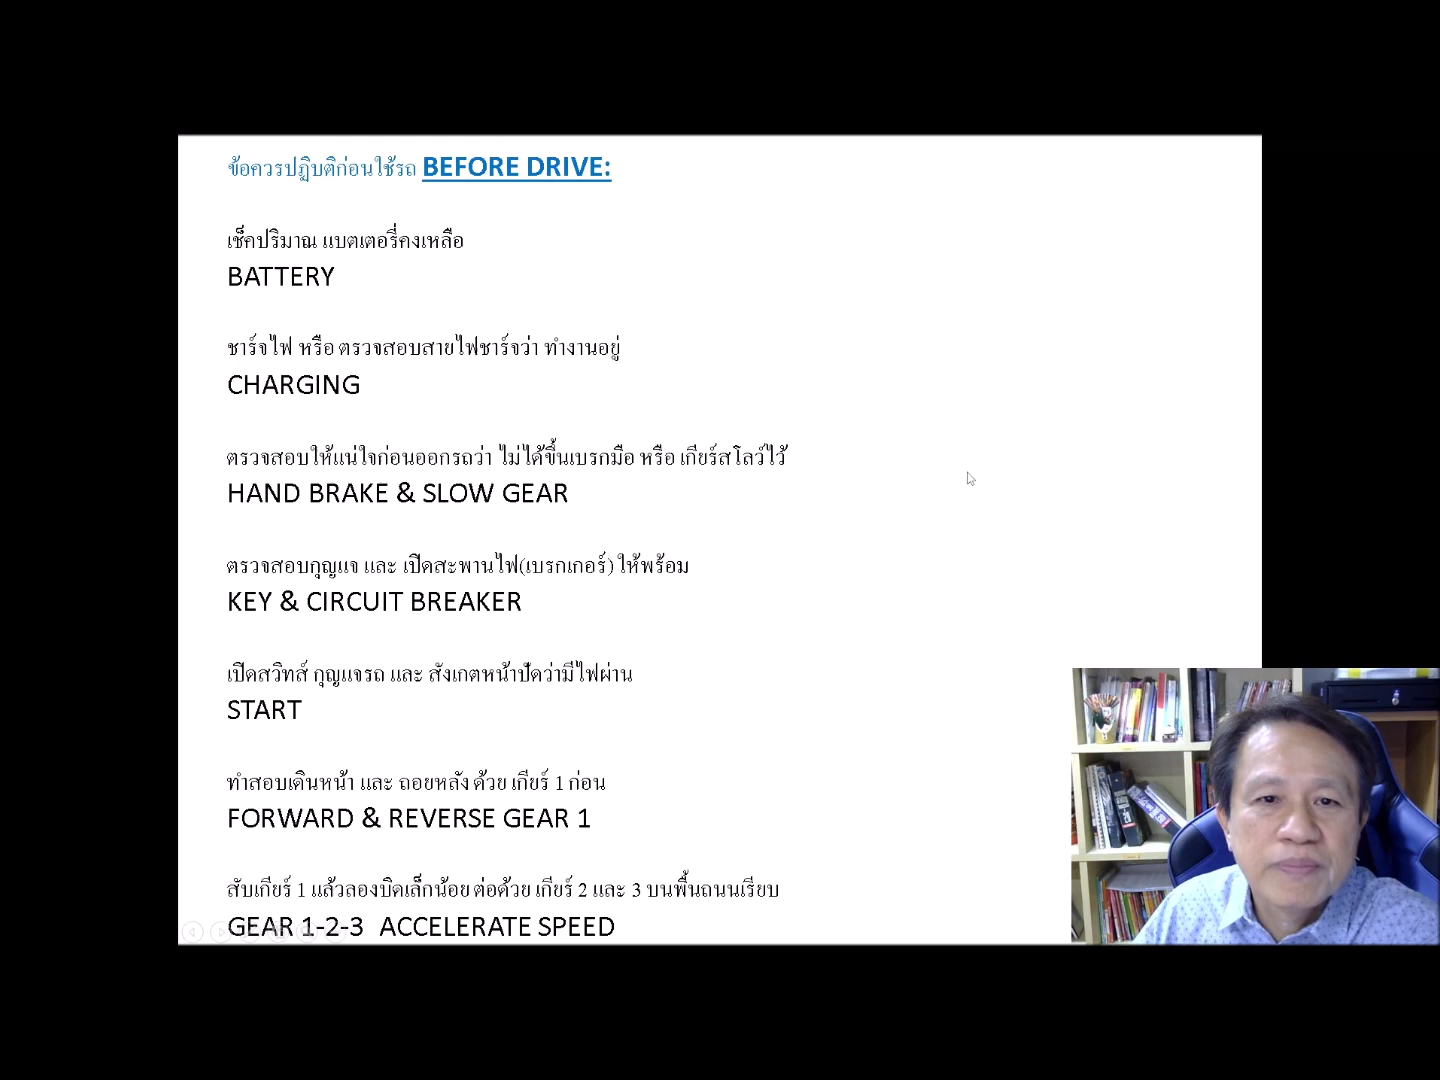 ข้อควรปฏิบติก่อนใช้รถ BEFORE DRIVE:
เช็คปริมาณ แบตเตอรี่คงเหลือ
BATTERY
ชาร์จไฟ หรือ ตรวจสอบสายไฟชาร์จว่า ทำงานอยู่
CHARGING
ตรวจสอบให้แน่ใจก่อนออกรถว่า ไม่ได้ขึ้นเบรกมือ หรือ เกียร์สโลว์ไว้
HAND BRAKE & SLOW GEAR
ตรวจสอบกุญแจ และ เปิดสะพานไฟ(เบรกเกอร์) ให้พร้อม
KEY & CIRCUIT BREAKER
เปิดสวิทส์ กุญแจรถ และ สังเกตหน้าปัดว่ามีไฟผ่าน
START
ทำสอบเดินหน้า และ ถอยหลัง ด้วย เกียร์ 1 ก่อน
FORWARD & REVERSE GEAR 1
สับเกียร์ 1 แล้วลองบิดเล็กน้อย ต่อด้วย เกียร์ 2 และ 3 บนพื้นถนนเรียบ
GEAR 1-2-3 ACCELERATE SPEED